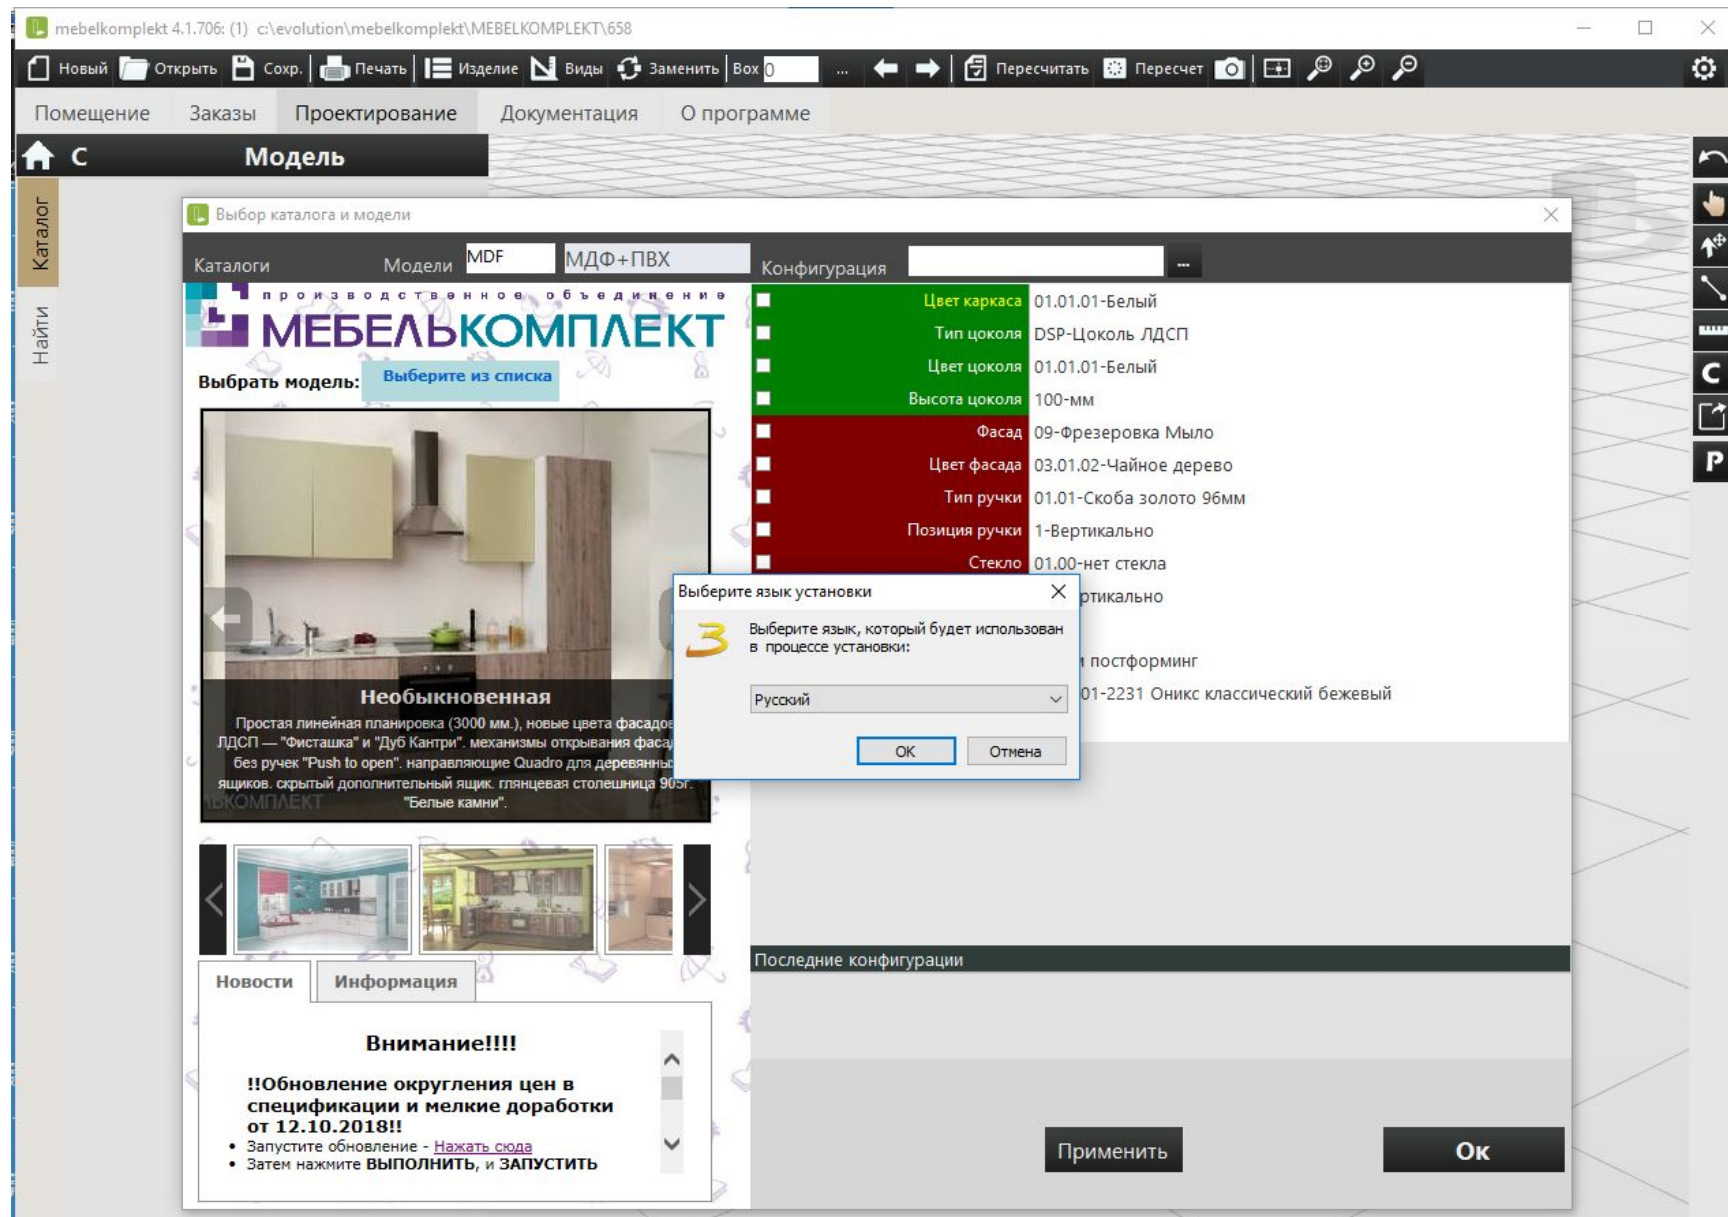 mebelkomplekt 4.1.706: (1) c:\evolution\mebelkomplekt\MEBELKOMPLEKT\658
Новый Открыть Сохр. Печать Изделие Виды Заменить Box 0 ... Пересчитать Пересчет
Помещение Заказы Проектирование Документация О программе
C Модель
Каталог
Найти
Выбор каталога и модели
Каталоги Модели MDF МДФ+ПВХ Конфигурация ...
производственное объединение
МЕБЕЛЬКОМПЛЕКТ
Выбрать модель: Выберите из списка
Необыкновенная
Простая линейная планировка (3000 мм.), новые цвета фасадо
ЛДСП — "Фисташка" и "Дуб Кантри". механизмы открывания фаса
без ручек "Push to open". направляющие Quadro для деревянны
ящиков. скрытый дополнительный ящик. глянцевая столешница 905г.
"Белые камни".
Новости Информация
Внимание!!!!
!!Обновление округления цен в
спецификации и мелкие доработки
от 12.10.2018!!
• Запустите обновление - Нажать сюда
• Затем нажмите ВЫПОЛНИТЬ, и ЗАПУСТИТЬ
Цвет каркаса 01.01.01-Белый
Тип цоколя DSP-Цоколь ЛДСП
Цвет цоколя 01.01.01-Белый
Высота цоколя 100-мм
Фасад 09-Фрезеровка Мыло
Цвет фасада 03.01.02-Чайное дерево
Тип ручки 01.01-Скоба золото 96мм
Позиция ручки 1-Вертикально
Стекло 01.00-нет стекла
ртикально
постформинг
01-2231 Оникс классический бежевый
Выберите язык установки
Выберите язык, который будет использован
в процессе установки:
Русский
ОК Отмена
Последние конфигурации
Применить Ок
C
P